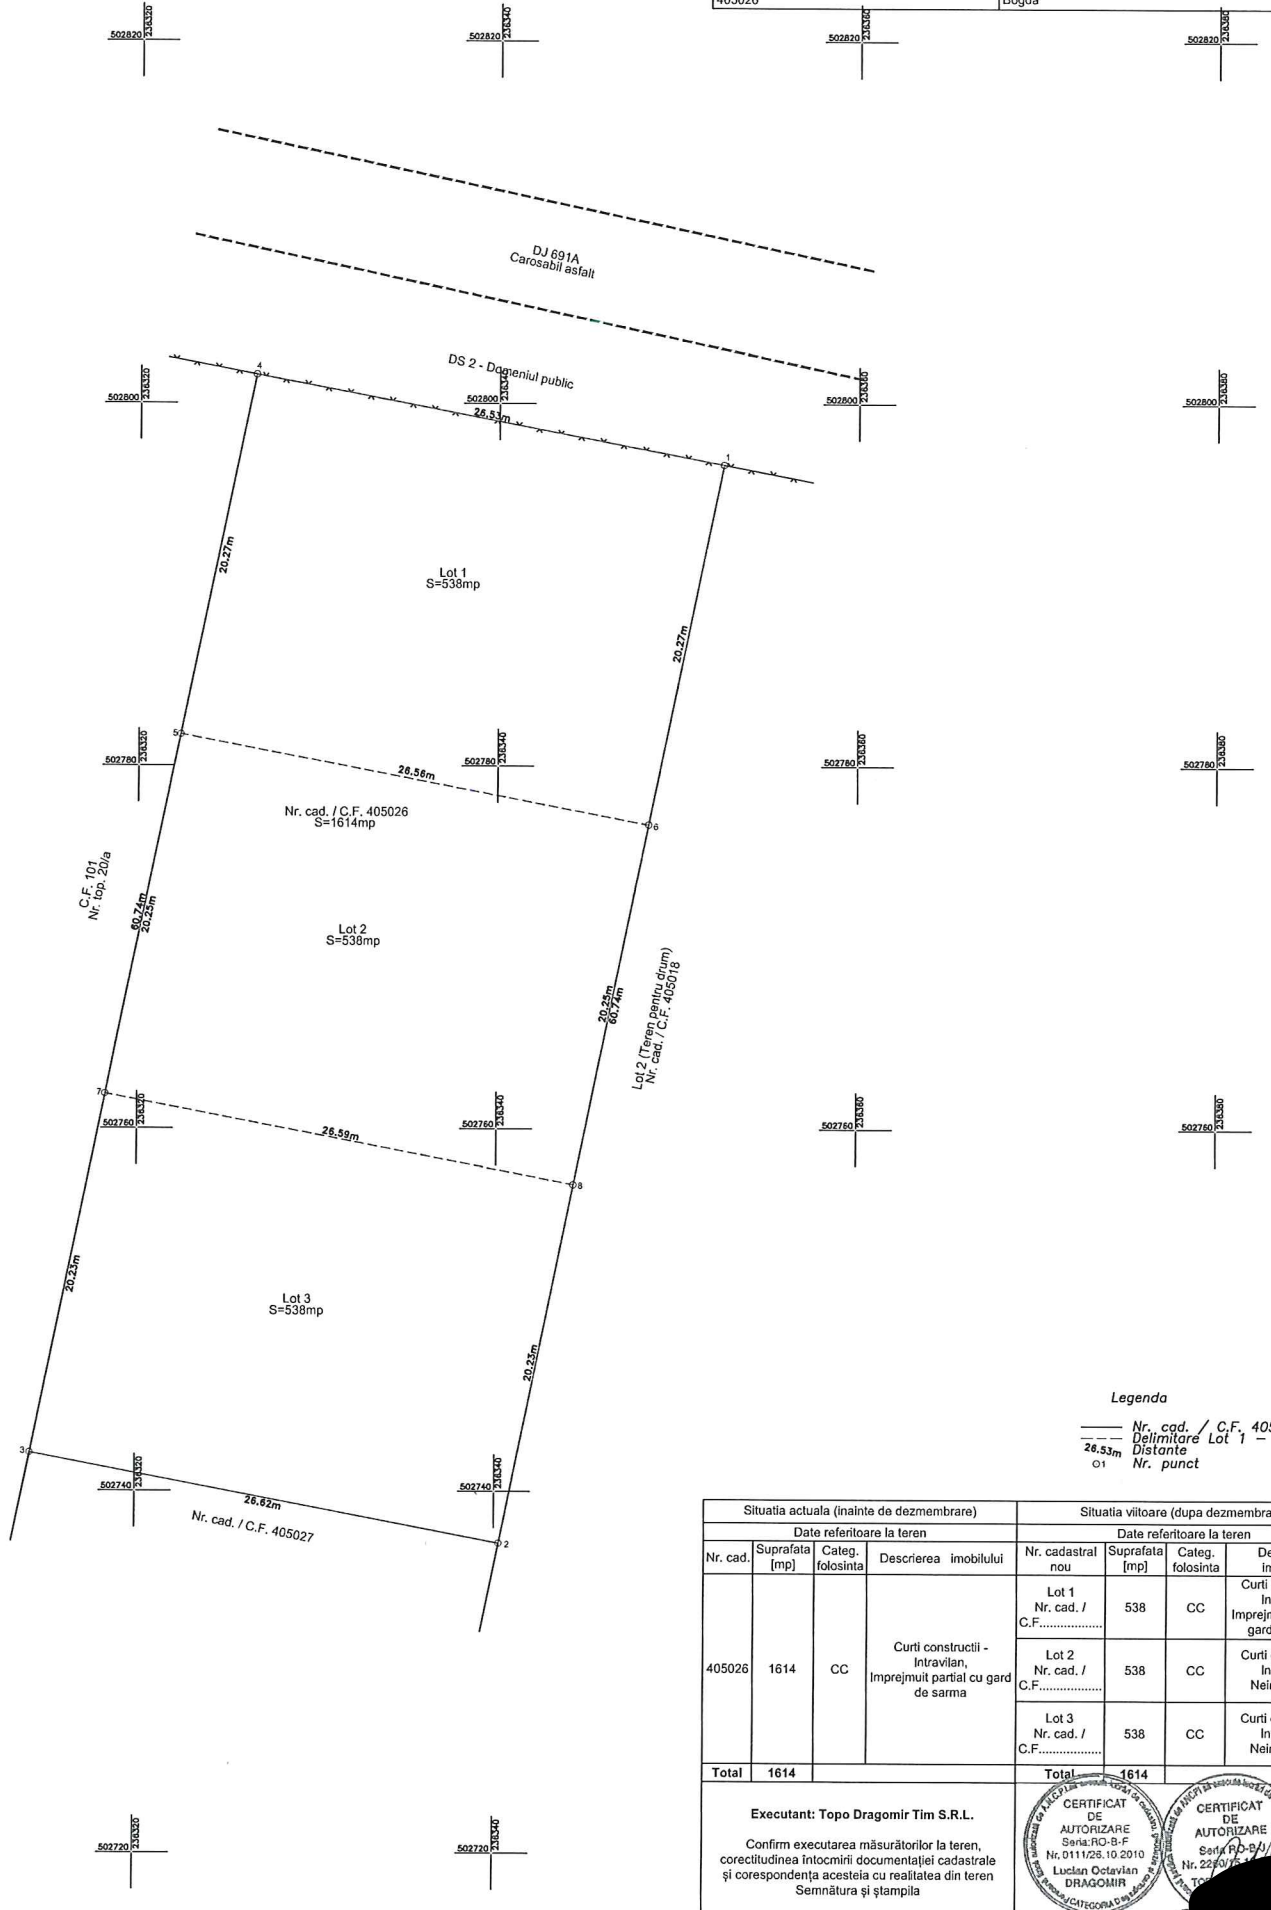 405026
Bogda
502820 236320
502820 236340
502820 236360
502820 236380
DJ 691A
Carosabil asfalt
DS 2 - Domeniul public
4
502800 236320
502800 236340
502800 236360
502800 236380
26.53m
1
20.27m
Lot 1
S=538mp
20.27m
5
502780 236320
502780 236340
502780 236360
502780 236380
26.56m
6
Nr. cad. / C.F. 405026
S=1614mp
C.F. 101
Nr. top. 20/a
60.74m
20.25m
Lot 2
S=538mp
20.25m
60.74m
Lot 2 (Teren pentru drum)
Nr. cad. / C.F. 405018
7
502760 236320
502760 236340
502760 236360
502760 236380
26.59m
8
20.23m
Lot 3
S=538mp
20.23m
3
502740 236320
502740 236340
26.62m
2
Nr. cad. / C.F. 405027
Legenda
Nr. cad. / C.F.
Delimitare Lot 1 -
26.53m Distante
1 Nr. punct
Situatia actuala (inainte de dezmembrare)
Situatia viitoare (dupa
Date referitoare la teren
Date referitoare la teren
Nr. cad.
Suprafata
[mp]
Categ.
folosinta
Descrierea imobilului
Nr. cadastral
nou
Suprafata
[mp]
Categ.
folosinta
405026
1614
CC
Curti constructii -
Intravilan,
Imprejmuit partial cu gard
de sarma
Lot 1
Nr. cad. /
C.F..................
538
CC
Curti
Lot 2
Nr. cad. /
C.F..................
538
CC
Curti
Lot 3
Nr. cad. /
C.F..................
538
CC
Curti
Total 1614
Total 1614
Executant: Topo Dragomir Tim S.R.L.
Confirm executarea măsurătorilor la teren,
corectitudinea întocmirii documentaţiei cadastrale
şi corespondenţa acesteia cu realitatea din teren
Semnătura şi ştampila
CERTIFICAT
DE
AUTORIZARE
Seria:RO-B-F
Nr. 0111/26.10.2010
Lucian Octavian
DRAGOMIR
CATEGORIA D
CERTIFICAT
DE
AUTORIZARE
Seria RO-B-J
502720 236320
502720 236340